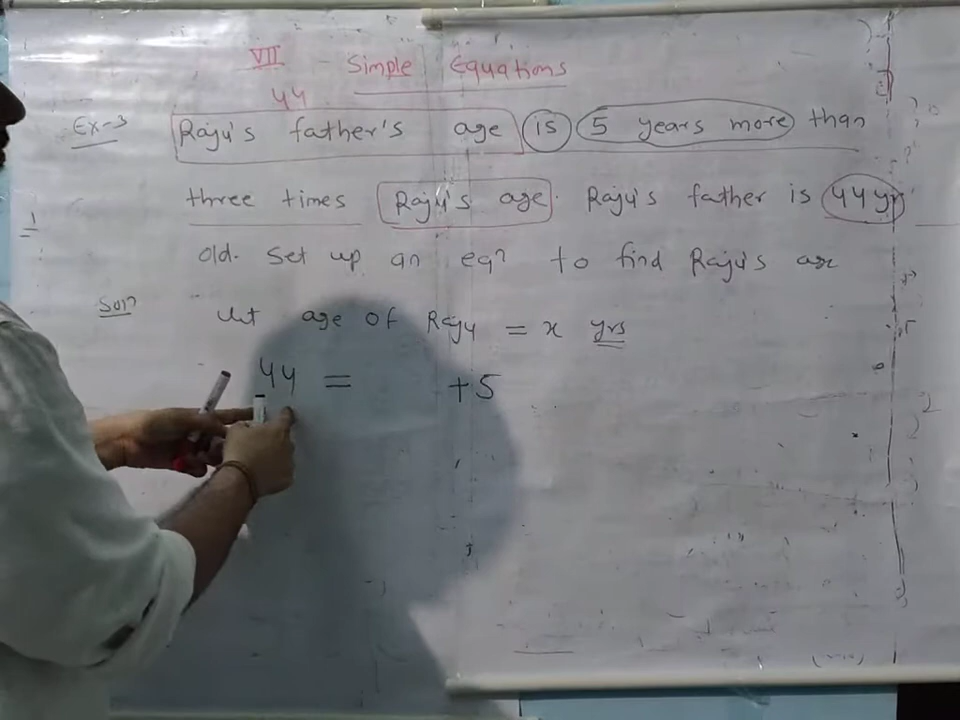 VII Simple Equations
44
Ex-3 Raju's father's age is 5 years more than
three times Raju's age. Raju's father is 44yr
old. Set up an eqn to find Raju's age
Soln Let age of Raju = x yrs
44 = +5